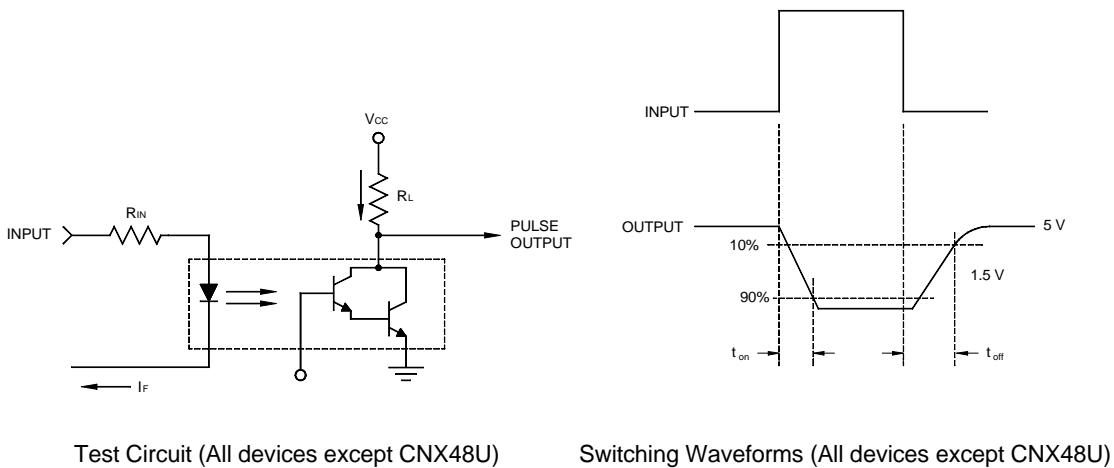 VCC
RL
RIN
INPUT
PULSE
OUTPUT
IF
Test Circuit (All devices except CNX48U)
INPUT
OUTPUT
5 V
10%
1.5 V
90%
ton
toff
Switching Waveforms (All devices except CNX48U)